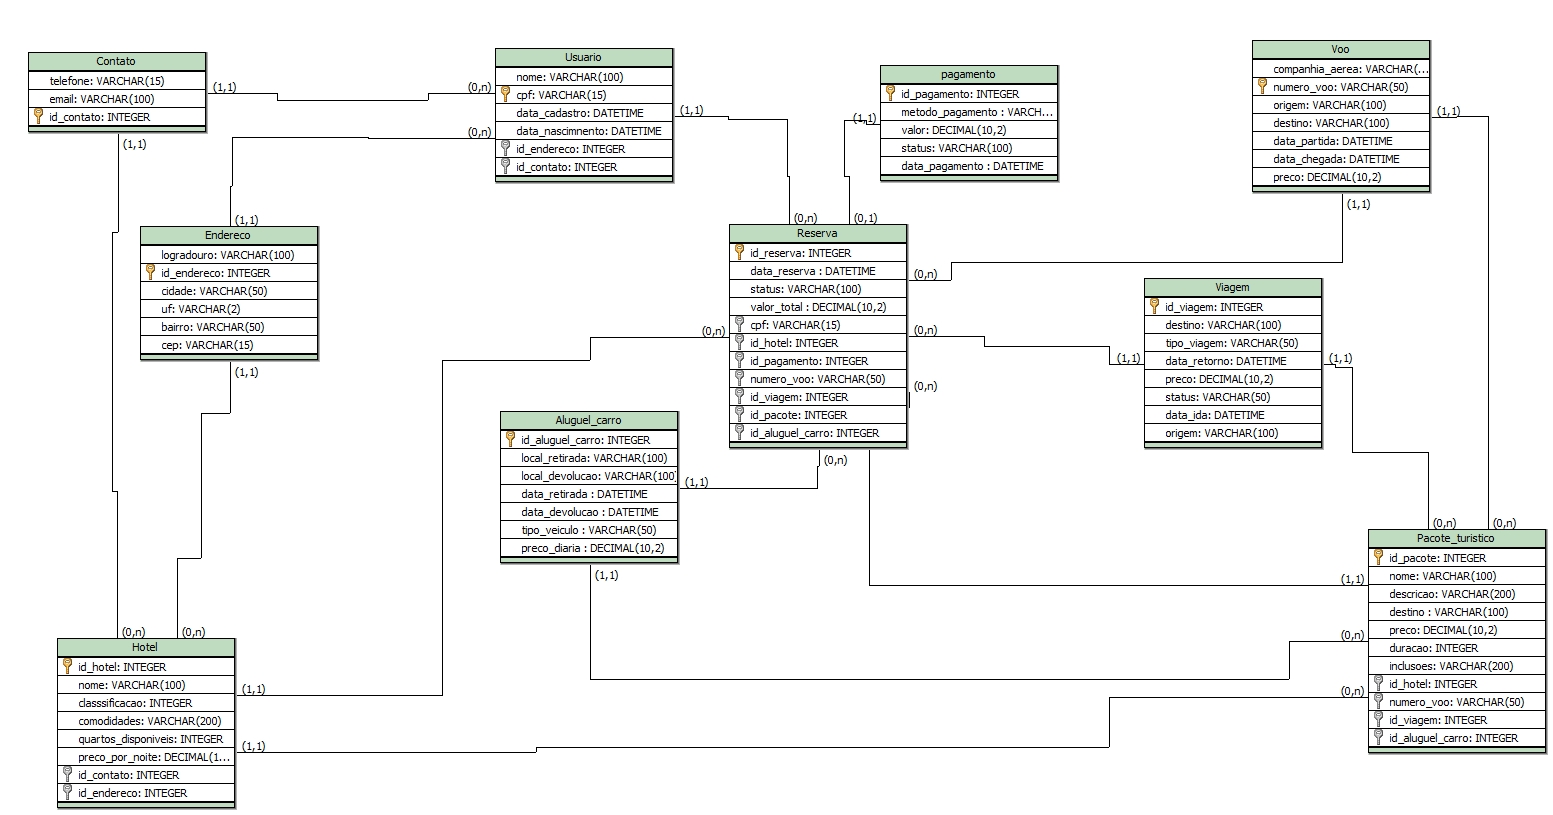 Contato
telefone: VARCHAR(15)
email: VARCHAR(100)
id_contato: INTEGER
(1,1)
(0,n)
(1,1)
Usuario
nome: VARCHAR(100)
cpf: VARCHAR(15)
data_cadastro: DATETIME
data_nascimnento: DATETIME
id_endereco: INTEGER
id_contato: INTEGER
(0,n)
(1,1)
(1,1)
pagamento
id_pagamento: INTEGER
metodo_pagamento : VARCH...
valor: DECIMAL(10,2)
status: VARCHAR(100)
data_pagamento : DATETIME
(1,1)
(0,1)
(0,n)
Voo
companhia_aerea: VARCHAR(...
numero_voo: VARCHAR(50)
origem: VARCHAR(100)
destino: VARCHAR(100)
data_partida: DATETIME
data_chegada: DATETIME
preco: DECIMAL(10,2)
(1,1)
(1,1)
Endereco
logradouro: VARCHAR(100)
id_endereco: INTEGER
cidade: VARCHAR(50)
uf: VARCHAR(2)
bairro: VARCHAR(50)
cep: VARCHAR(15)
(1,1)
Reserva
id_reserva: INTEGER
data_reserva : DATETIME
status: VARCHAR(100)
valor_total : DECIMAL(10,2)
cpf: VARCHAR(15)
id_hotel: INTEGER
id_pagamento: INTEGER
numero_voo: VARCHAR(50)
id_viagem: INTEGER
id_pacote: INTEGER
id_aluguel_carro: INTEGER
(0,n)
(0,n)
(0,n)
(0,n)
(0,n)
(1,1)
Viagem
id_viagem: INTEGER
destino: VARCHAR(100)
tipo_viagem: VARCHAR(50)
data_retorno: DATETIME
preco: DECIMAL(10,2)
status: VARCHAR(50)
data_ida: DATETIME
origem: VARCHAR(100)
(1,1)
Aluguel_carro
id_aluguel_carro: INTEGER
local_retirada: VARCHAR(100)
local_devolucao: VARCHAR(100)
data_retirada : DATETIME
data_devolucao : DATETIME
tipo_veiculo : VARCHAR(50)
preco_diaria : DECIMAL(10,2)
(1,1)
(1,1)
(0,n)
(0,n)
Pacote_turistico
id_pacote: INTEGER
nome: VARCHAR(100)
descricao: VARCHAR(200)
destino : VARCHAR(100)
preco: DECIMAL(10,2)
duracao: INTEGER
inclusoes: VARCHAR(200)
id_hotel: INTEGER
numero_voo: VARCHAR(50)
id_viagem: INTEGER
id_aluguel_carro: INTEGER
(1,1)
(0,n)
(0,n)
(0,n)
(0,n)
Hotel
id_hotel: INTEGER
nome: VARCHAR(100)
classsificacao: INTEGER
comodidades: VARCHAR(200)
quartos_disponiveis: INTEGER
preco_por_noite: DECIMAL(1...
id_contato: INTEGER
id_endereco: INTEGER
(1,1)
(1,1)